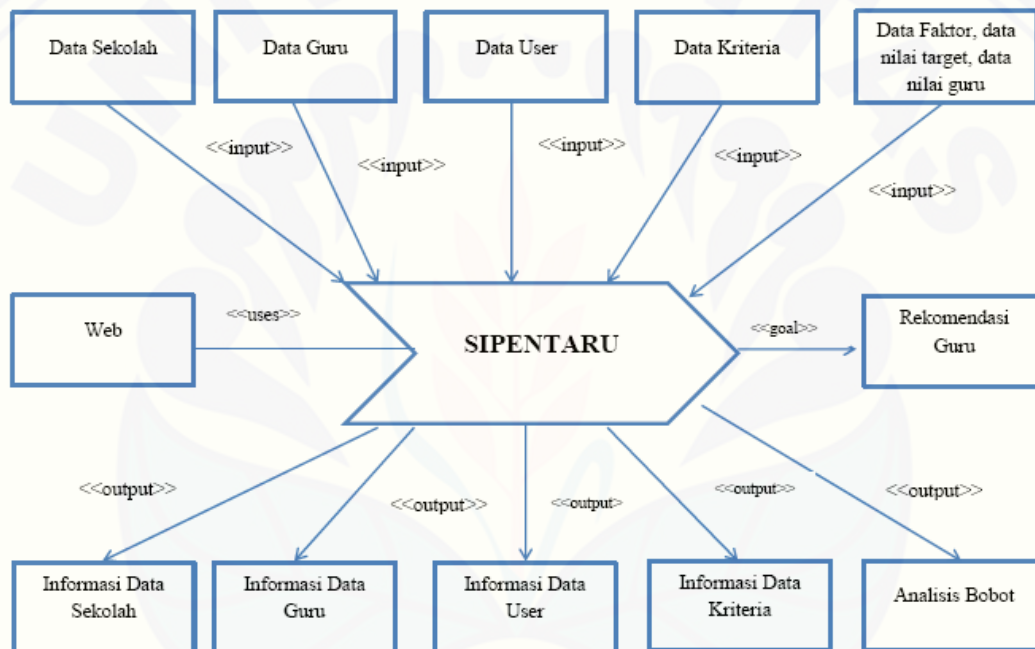 Data Sekolah
Data Guru
Data User
Data Kriteria
Data Faktor, data
nilai target, data
nilai guru
<<input>>
<<input>>
<<input>>
<<input>>
<<input>>
Web
<<uses>>
SIPENTARU
<<goal>>
Rekomendasi
Guru
<<output>>
<<output>>
<<output>
<<output>>
<<output>>
Informasi Data
Sekolah
Informasi Data
Guru
Informasi Data
User
Informasi Data
Kriteria
Analisis Bobot